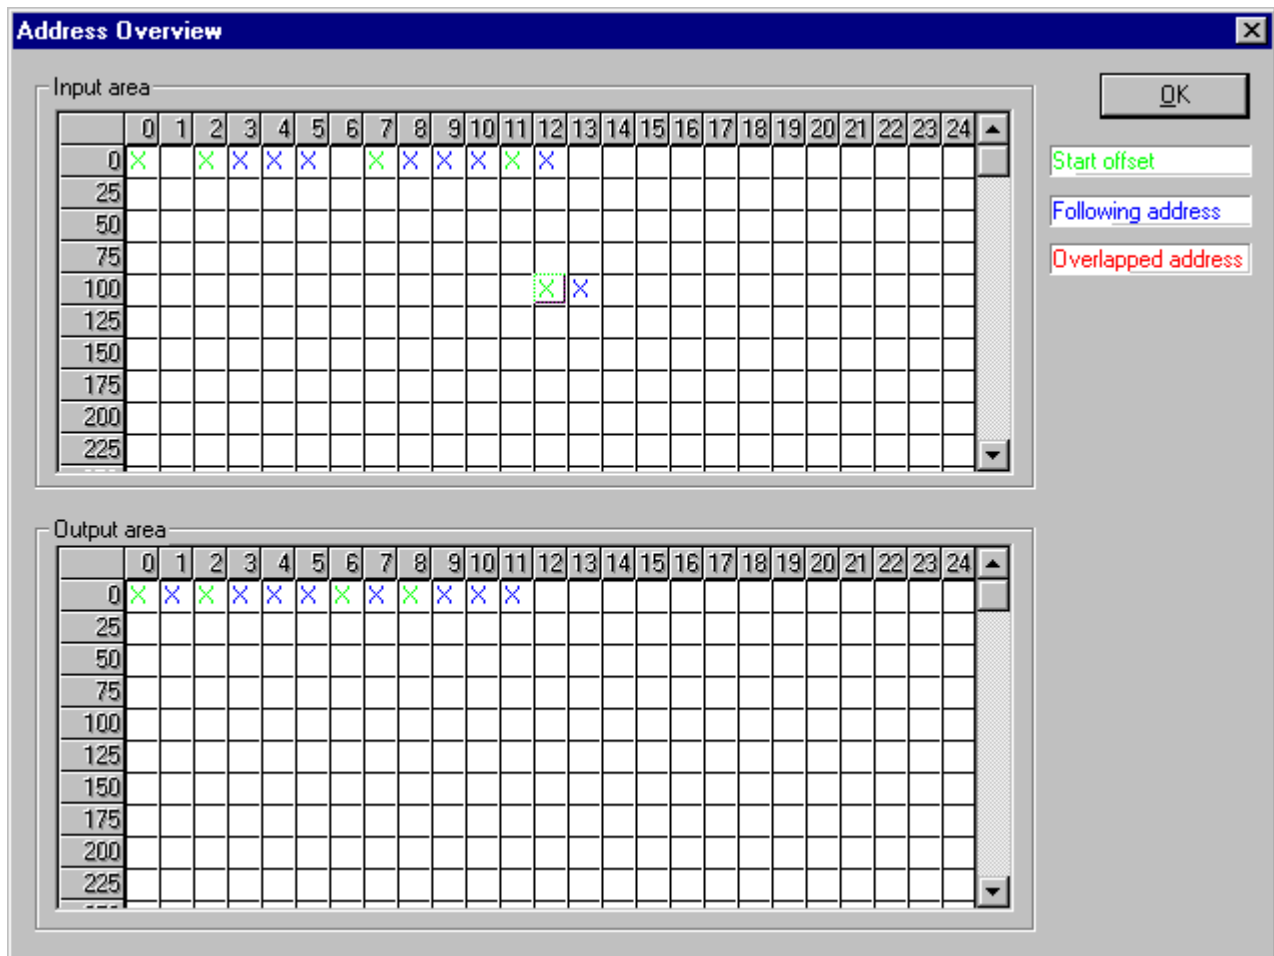 Address Overview
Input area
OK
0 1 2 3 4 5 6 7 8 9 10 11 12 13 14 15 16 17 18 19 20 21 22 23 24
0 X X X X X X X X X X X
Start offset
25
Following address
50
75
Overlapped address
100 X X
125
150
175
200
225
Output area
0 1 2 3 4 5 6 7 8 9 10 11 12 13 14 15 16 17 18 19 20 21 22 23 24
0 X X X X X X X X X X X X
25
50
75
100
125
150
175
200
225